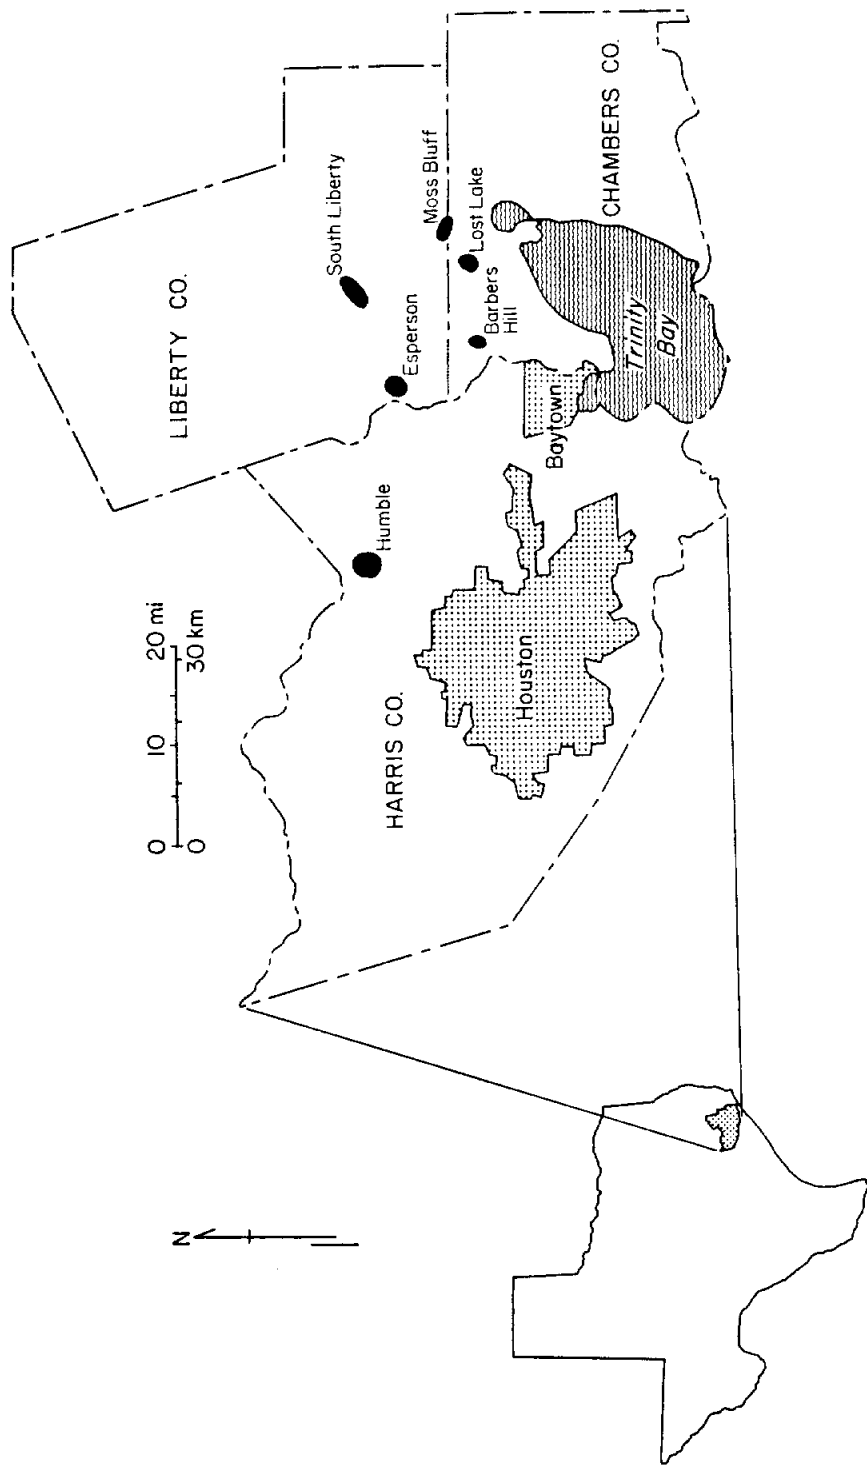 N
0 10 20 mi
0 30 km
LIBERTY CO.
South Liberty
Esperson
Moss Bluff
Lost Lake
Barbers
Hill
Humble
HARRIS CO.
Houston
Baytown
Trinity
Bay
CHAMBERS CO.